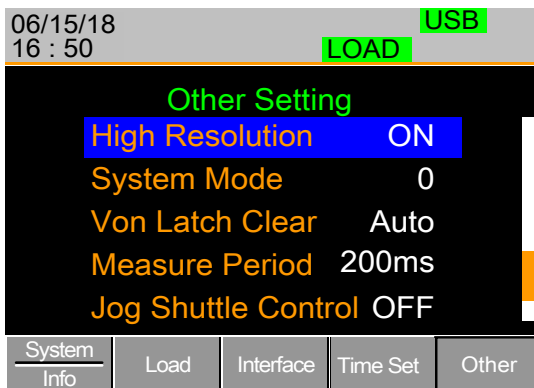 06/15/18 USB
16 : 50 LOAD
Other Setting
High Resolution ON
System Mode 0
Von Latch Clear Auto
Measure Period 200ms
Jog Shuttle Control OFF
System
Info Load Interface Time Set Other